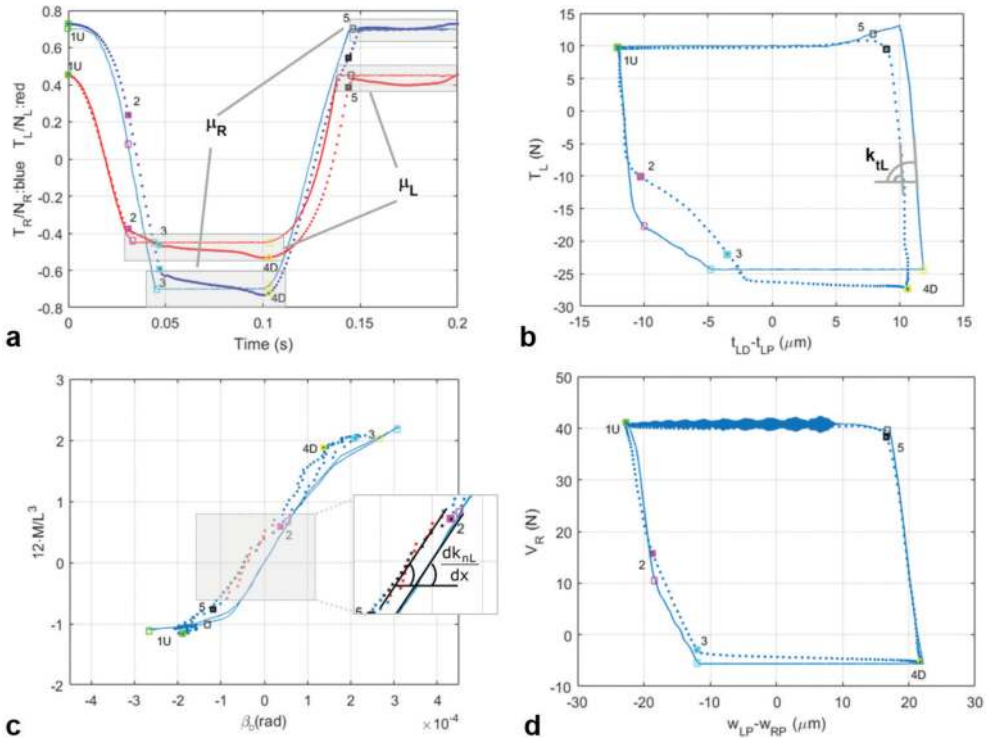 0.8
0.6
0.4
0.2
0
-0.2
-0.4
-0.6
-0.8
T_R/N_R:blue T_L/N_L:red
1U
1U
2
2
3
3
4D
5
5
μ_R
μ_L
0
0.05
0.1
0.15
0.2
Time (s)
a
15
10
5
0
-5
-10
-15
-20
-25
-30
T_L (N)
1U
2
3
4D
5
k_tL
-15
-10
-5
0
5
10
15
t_LD-t_LP (μm)
b
3
2
1
0
-1
-2
12·M/L^3
4D
3
2
5
1U
2
5
dk_nL
dx
-4
-2
0
2
4
×10^-4
β_D(rad)
c
50
40
30
20
10
0
-10
V_R (N)
1U
2
3
4D
5
-30
-20
-10
0
10
20
30
w_LP-w_RP (μm)
d